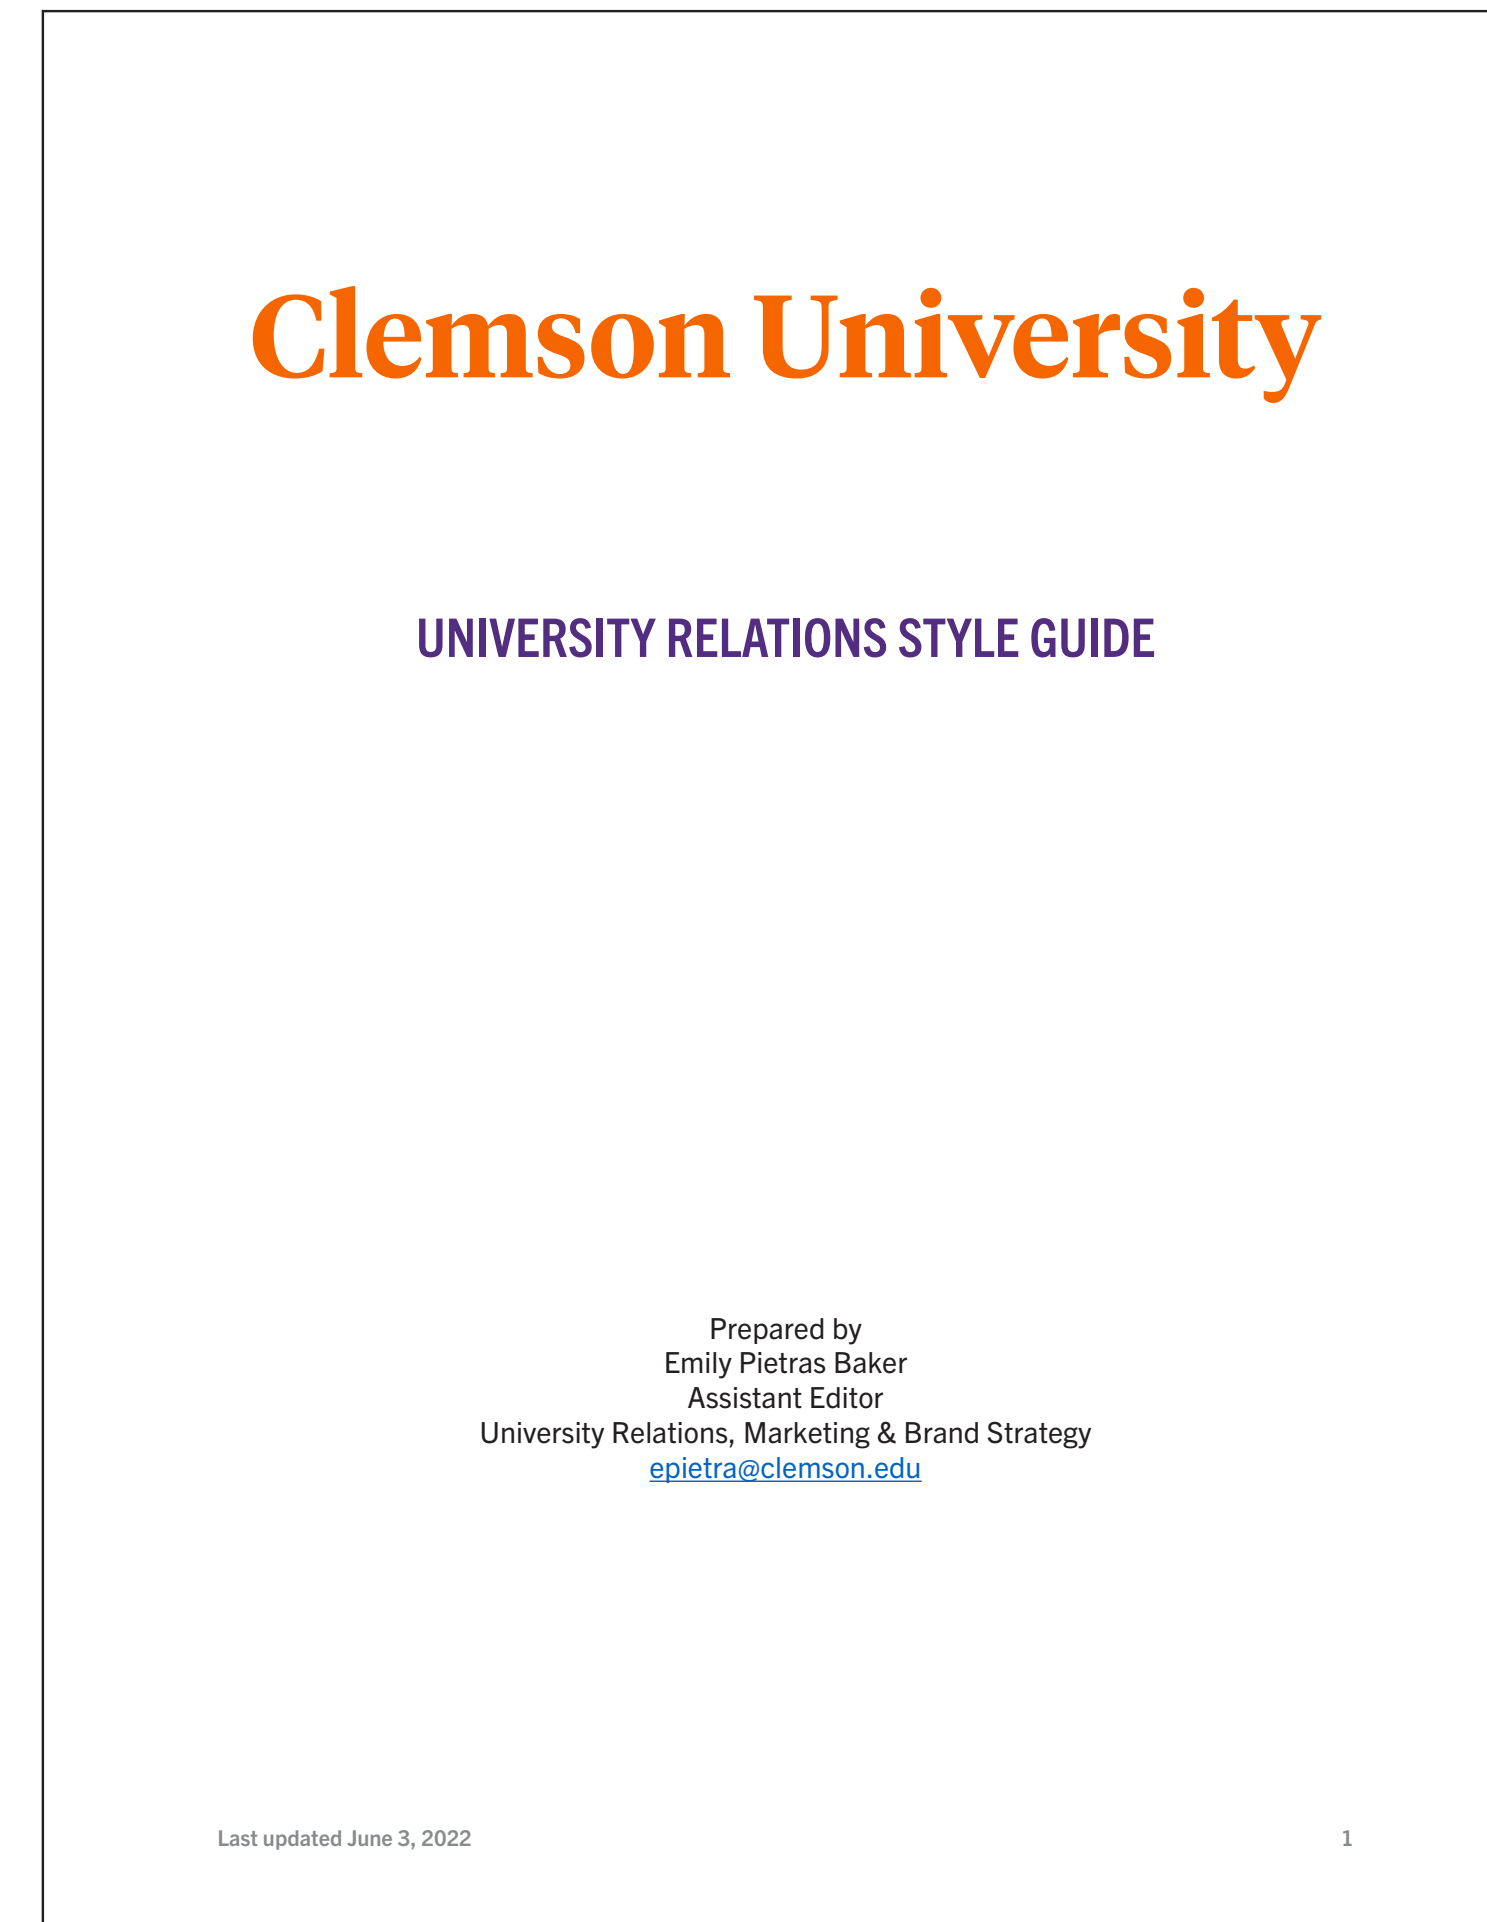 Clemson University
UNIVERSITY RELATIONS STYLE GUIDE
Prepared by
Emily Pietras Baker
Assistant Editor
University Relations, Marketing & Brand Strategy
epietra@clemson.edu
Last updated June 3, 2022 1